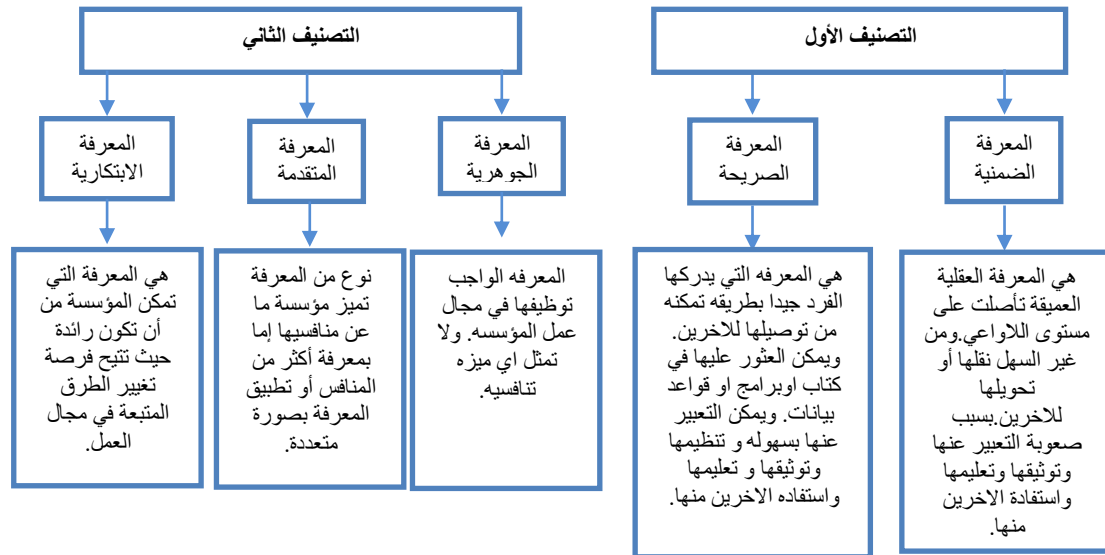 التصنيف الأول
المعرفة
الضمنية
هي المعرفة العقلية
العميقة تأصلت على
مستوى اللاواعي.ومن
غير السهل نقلها أو
تحويلها
للاخرين.بسبب
صعوبة التعبير عنها
وتوثيقها وتعليمها
واستفادة الاخرين
منها.
المعرفة
الصريحة
هي المعرفه التي يدركها
الفرد جيدا بطريقه تمكنه
من توصيلها للاخرين.
ويمكن العثور عليها في
كتاب اوبرامج او قواعد
بيانات. ويمكن التعبير
عنها بسهوله و تنظيمها
وتوثيقها و تعليمها
واستفاده الاخرين منها.
التصنيف الثاني
المعرفة
الجوهرية
المعرفه الواجب
توظيفها في مجال
عمل المؤسسه. ولا
تمثل اي ميزه
تنافسيه.
المعرفة
المتقدمة
نوع من المعرفة
تميز مؤسسة ما
عن منافسيها إما
بمعرفة أكثر من
المنافس أو تطبيق
المعرفة بصورة
متعددة.
المعرفة
الابتكارية
هي المعرفة التي
تمكن المؤسسة من
أن تكون رائدة
حيث تتيح فرصة
تغيير الطرق
المتبعة في مجال
العمل.